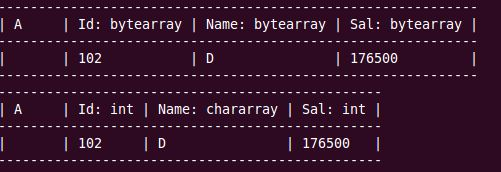 | A | Id: bytearray | Name: bytearray | Sal: bytearray |
| | 102 | D | 176500 |
| A | Id: int | Name: chararray | Sal: int |
| | 102 | D | 176500 |